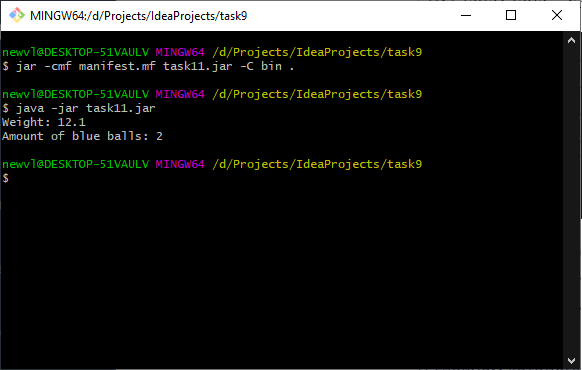 MINGW64:/d/Projects/IdeaProjects/task9
newvl@DESKTOP-51VAULV MINGW64 /d/Projects/IdeaProjects/task9
$ jar -cmf manifest.mf task11.jar -C bin .
newvl@DESKTOP-51VAULV MINGW64 /d/Projects/IdeaProjects/task9
$ java -jar task11.jar
Weight: 12.1
Amount of blue balls: 2
newvl@DESKTOP-51VAULV MINGW64 /d/Projects/IdeaProjects/task9
$